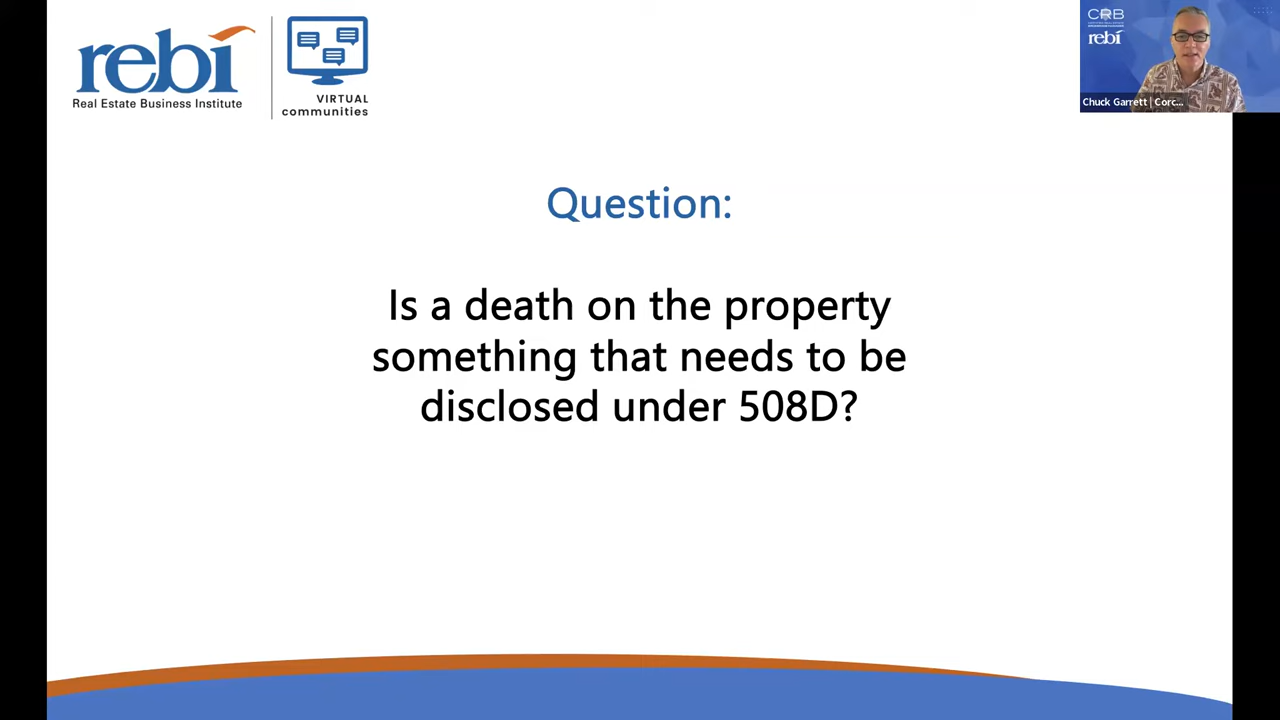 rebi
Real Estate Business Institute
VIRTUAL
communities
CRB
rebi
Chuck Garrett | Corc...
Question:
Is a death on the property
something that needs to be
disclosed under 508D?